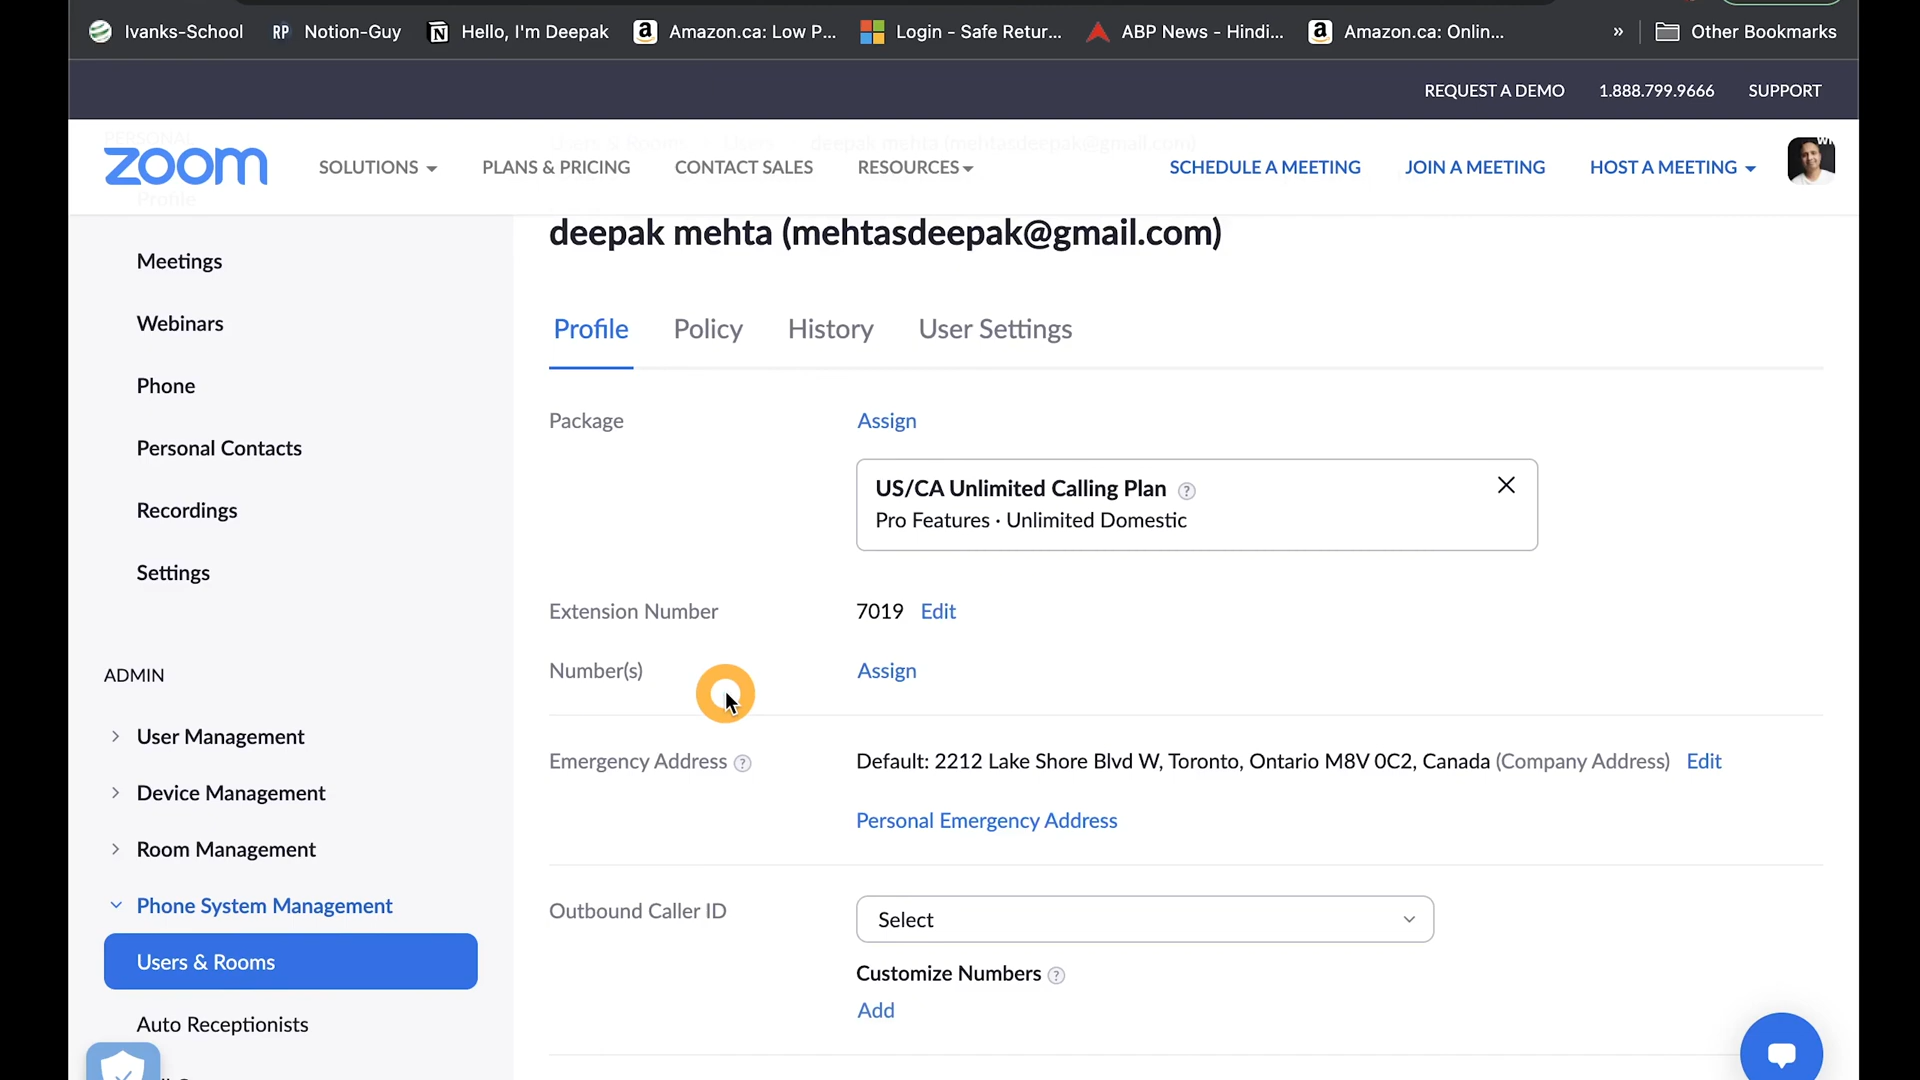 Ivanks-School RP Notion-Guy Hello, I'm Deepak Amazon.ca: Low P... Login - Safe Retur... ABP News - Hindi... Amazon.ca: Onlin... » Other Bookmarks
REQUEST A DEMO 1.888.799.9666 SUPPORT
PERSONAL Users & Rooms Users deepak mehta (mehtasdeepak@gmail.com)
zoom SOLUTIONS PLANS & PRICING CONTACT SALES RESOURCES SCHEDULE A MEETING JOIN A MEETING HOST A MEETING
Profile
deepak mehta (mehtasdeepak@gmail.com)
Meetings
Webinars
Phone
Personal Contacts
Recordings
Settings
ADMIN
User Management
Device Management
Room Management
Phone System Management
Users & Rooms
Auto Receptionists
Profile Policy History User Settings
Package Assign
US/CA Unlimited Calling Plan ?
Pro Features · Unlimited Domestic
Extension Number 7019 Edit
Number(s) Assign
Emergency Address ? Default: 2212 Lake Shore Blvd W, Toronto, Ontario M8V 0C2, Canada (Company Address) Edit
Personal Emergency Address
Outbound Caller ID Select
Customize Numbers ?
Add